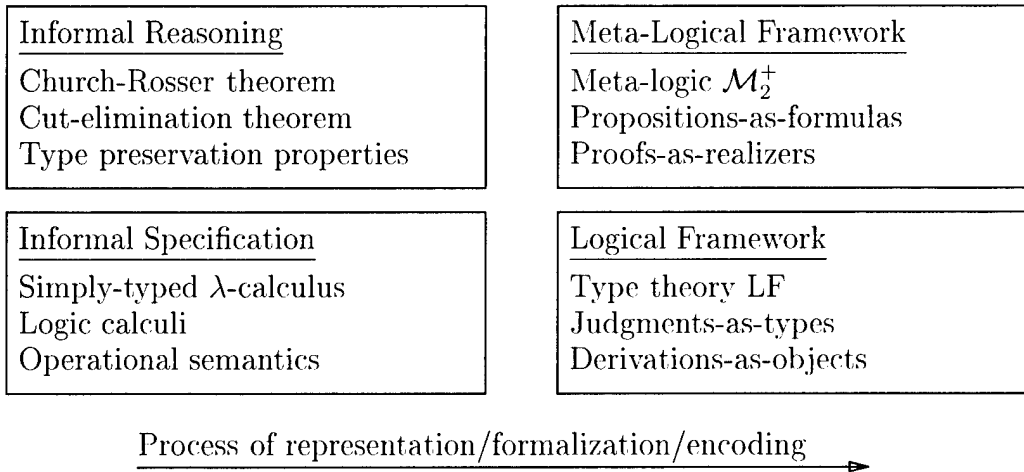 Informal Reasoning
Church-Rosser theorem
Cut-elimination theorem
Type preservation properties
Meta-Logical Framework
Meta-logic M₂⁺
Propositions-as-formulas
Proofs-as-realizers
Informal Specification
Simply-typed λ-calculus
Logic calculi
Operational semantics
Logical Framework
Type theory LF
Judgments-as-types
Derivations-as-objects
Process of representation/formalization/encoding